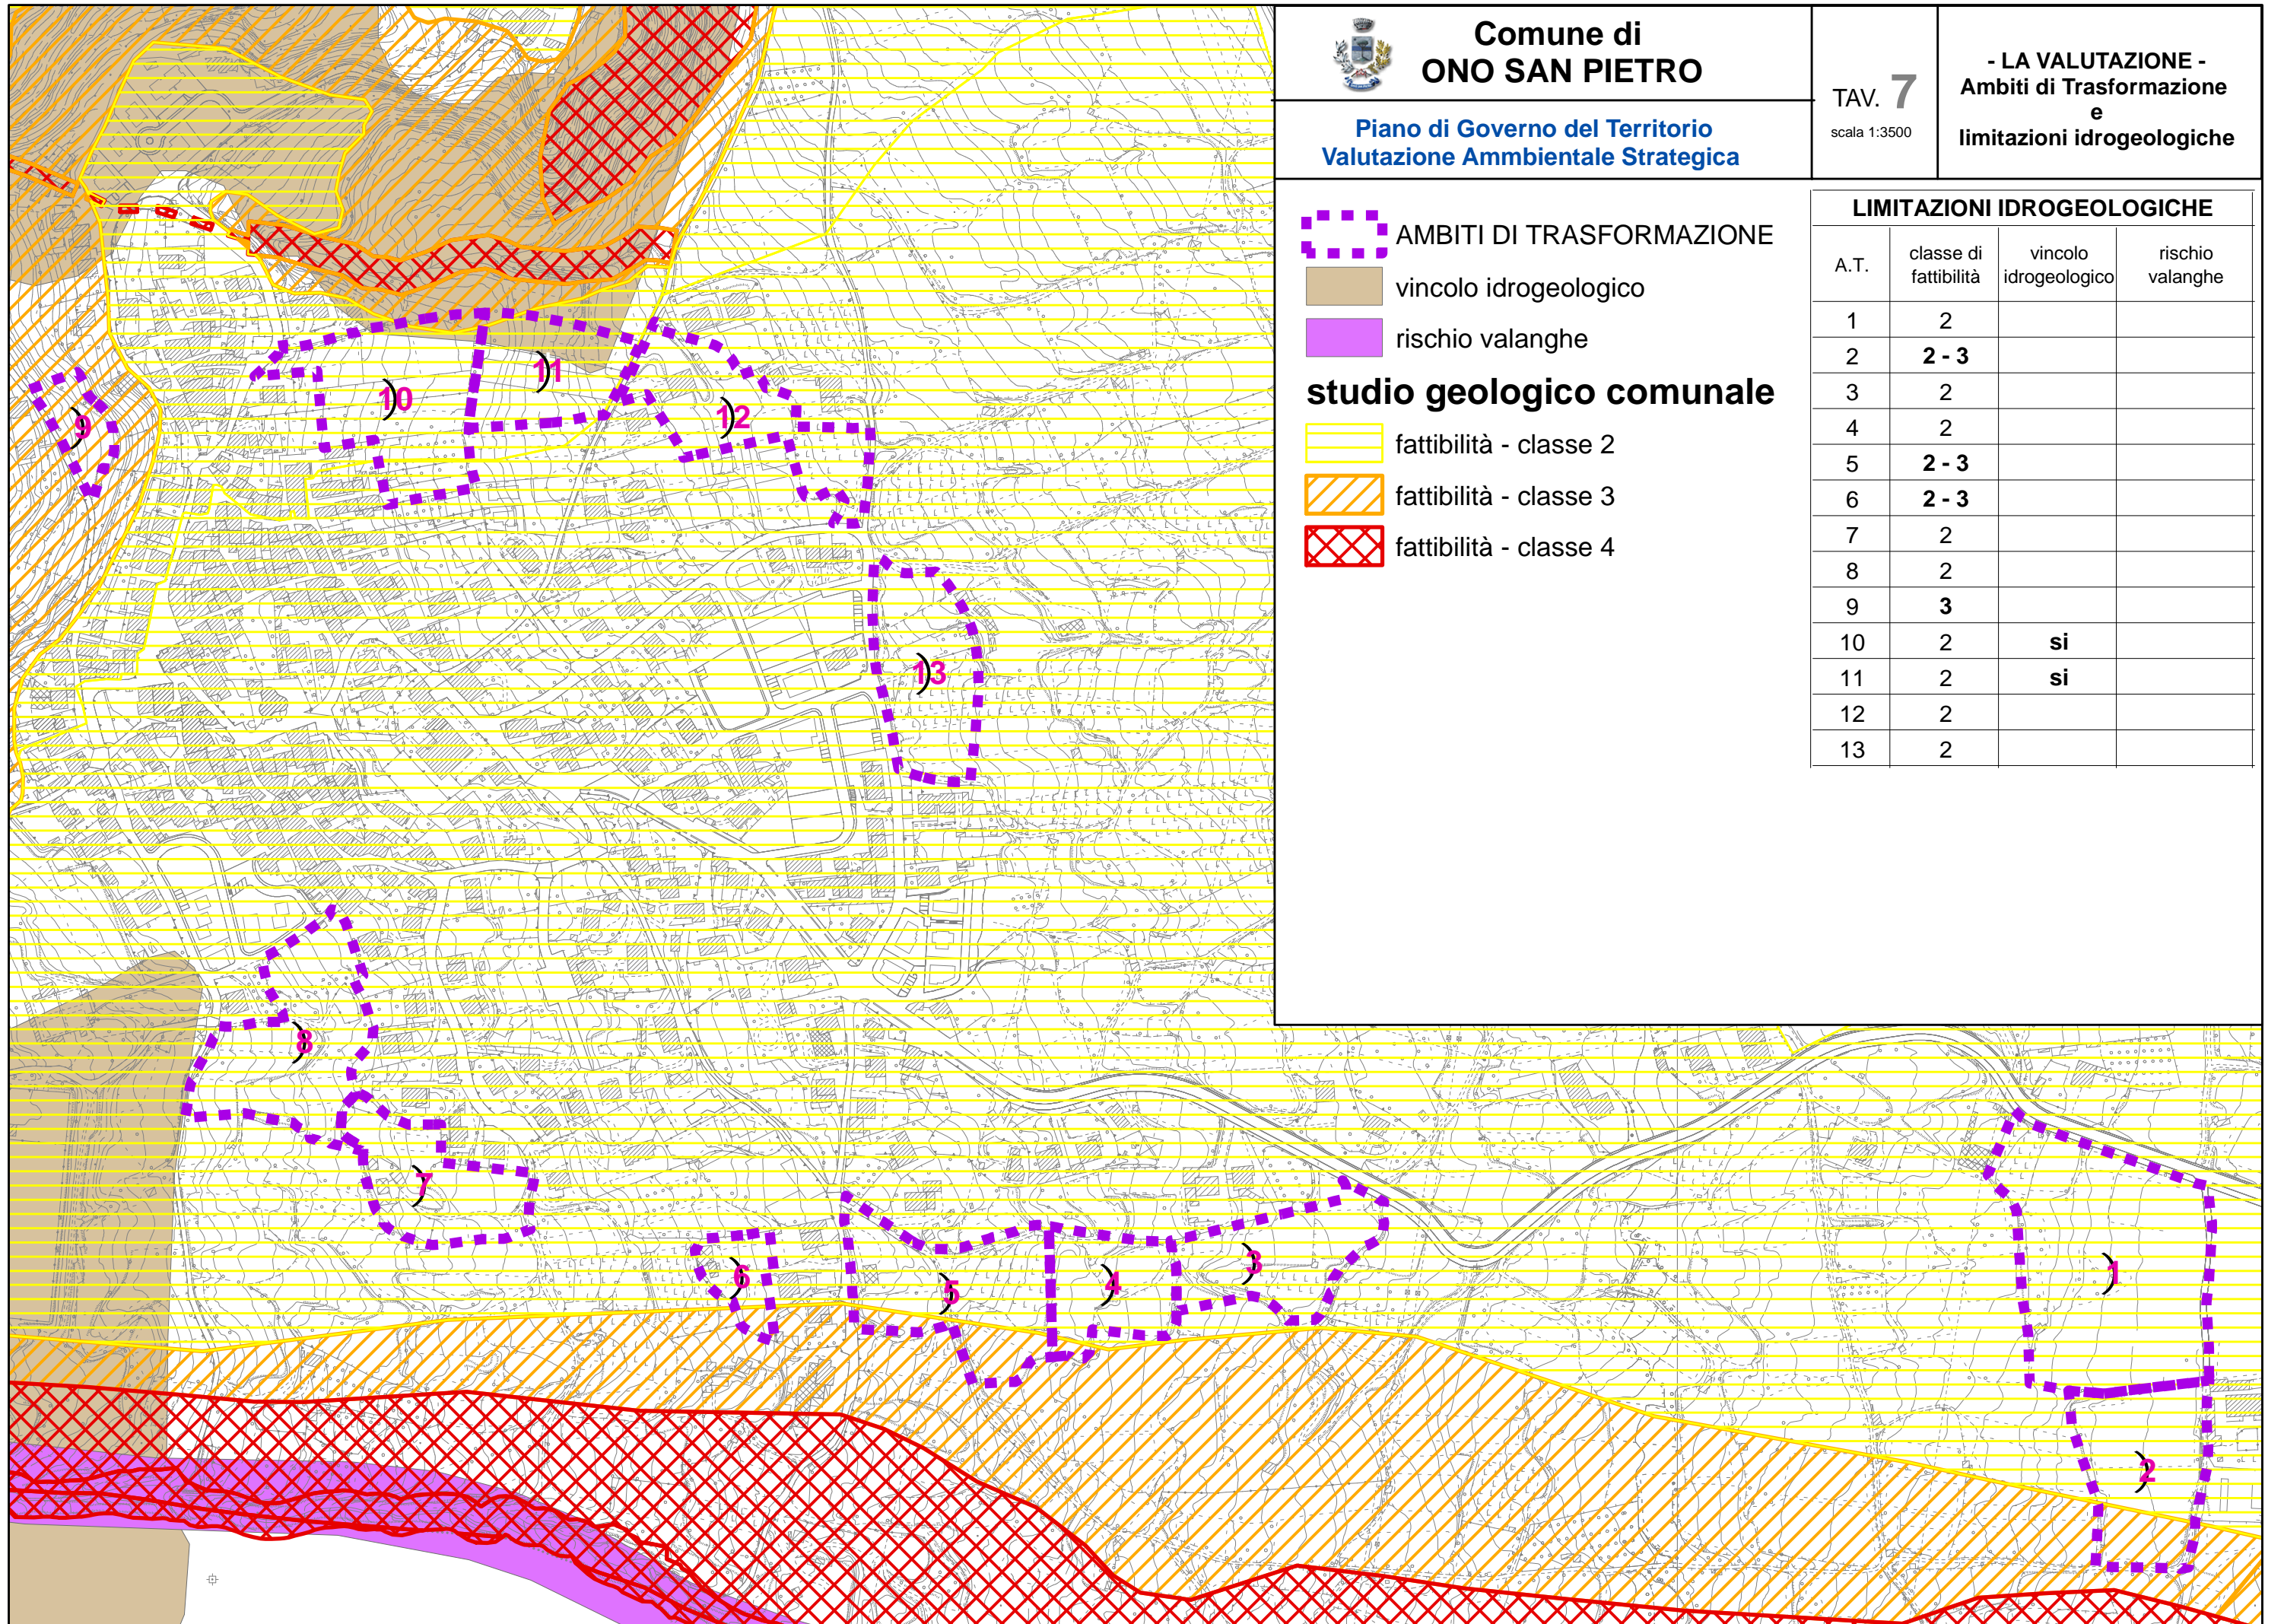 Comune di
ONO SAN PIETRO
Piano di Governo del Territorio
Valutazione Ammbientale Strategica
TAV. 7
scala 1:3500
- LA VALUTAZIONE -
Ambiti di Trasformazione
e
limitazioni idrogeologiche
AMBITI DI TRASFORMAZIONE
vincolo idrogeologico
rischio valanghe
studio geologico comunale
fattibilità - classe 2
fattibilità - classe 3
fattibilità - classe 4
LIMITAZIONI IDROGEOLOGICHE
A.T. classe di fattibilità vincolo idrogeologico rischio valanghe
1 2
2 2 - 3
3 2
4 2
5 2 - 3
6 2 - 3
7 2
8 2
9 3
10 2 si
11 2 si
12 2
13 2
11
10
12
9
13
8
7
6
5
4
3
1
2